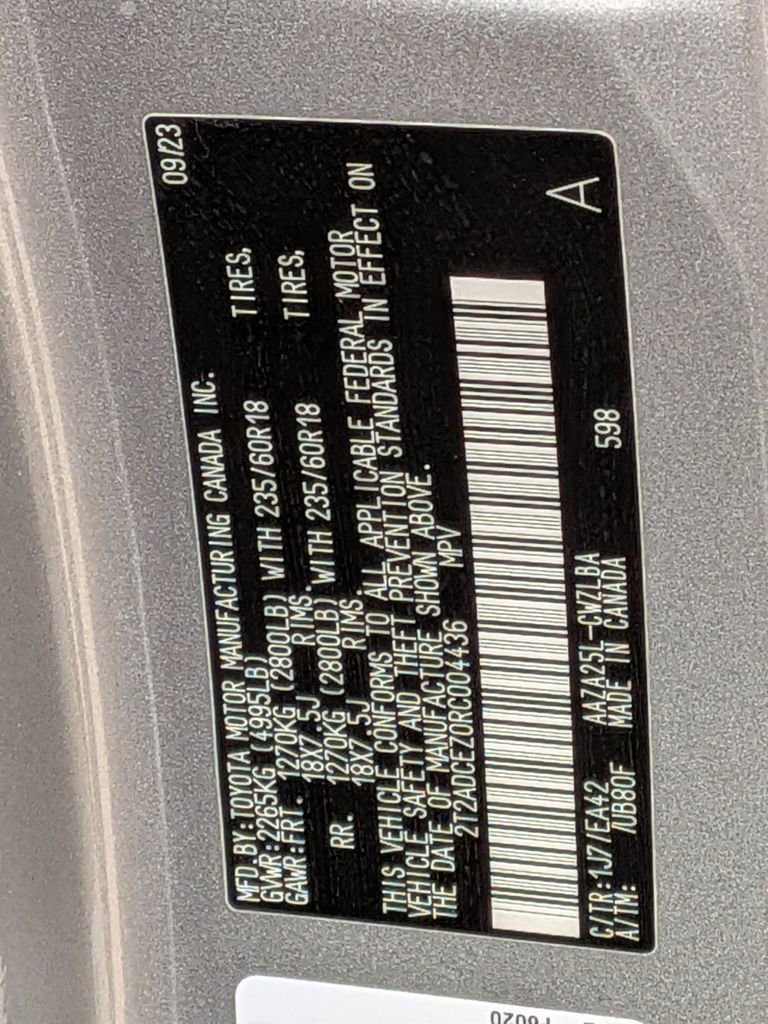 09/23
MFD.BY:TOYOTA MOTOR MANUFACTURING CANADA INC.
GVWR:2265KG (4995LB)
GAWR:FRT. 1270KG (2800LB) WITH 235/60R18 TIRES,
18X7.5J RIMS.
RR. 1270KG (2800LB) WITH 235/60R18 TIRES,
18X7.5J RIMS.
THIS VEHICLE CONFORMS TO ALL APPLICABLE FEDERAL MOTOR
VEHICLE SAFETY AND THEFT PREVENTION STANDARDS IN EFFECT ON
THE DATE OF MANUFACTURE SHOWN ABOVE.
2T2ADCEZ0RC004436 MPV
A
C/TR:1J7/EA42 AAZA25L-CWZLBA
A/TM: /UB80F MADE IN CANADA 598